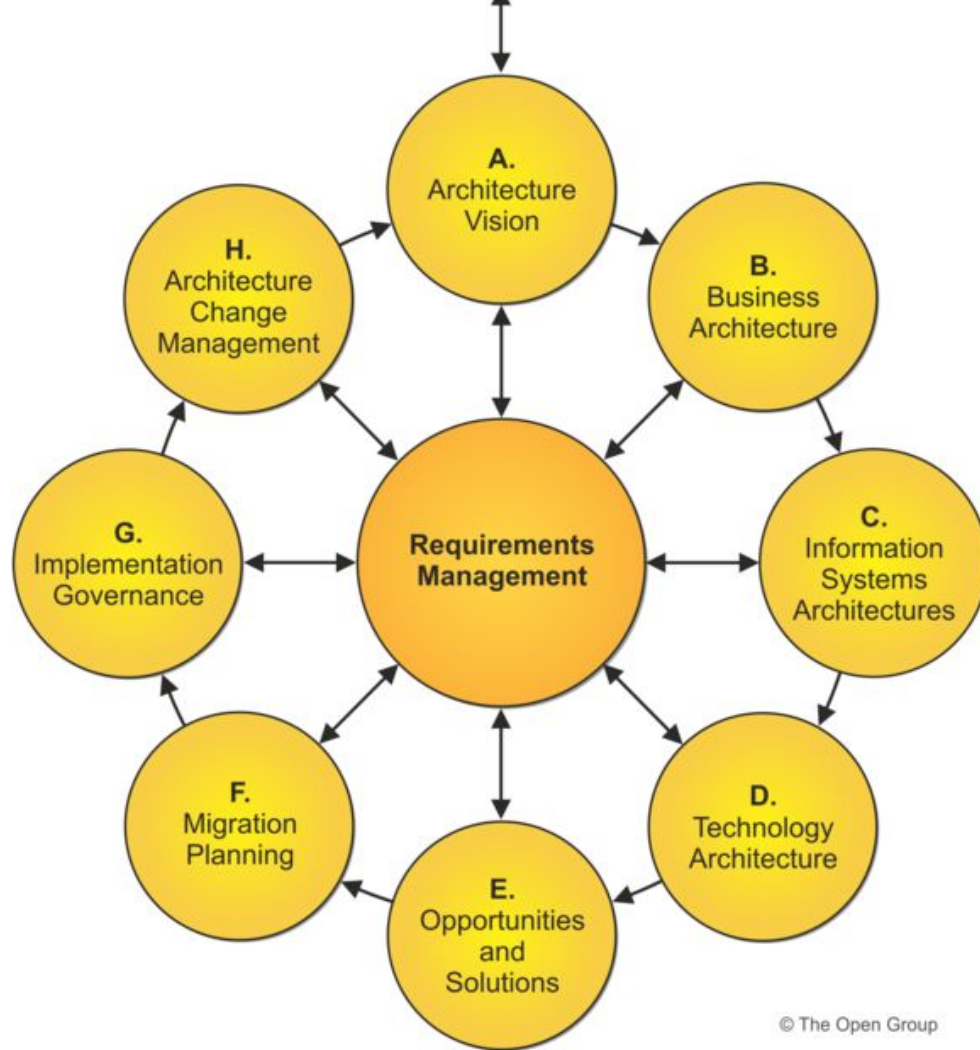 A.
Architecture
Vision
B.
Business
Architecture
C.
Information
Systems
Architectures
D.
Technology
Architecture
E.
Opportunities
and
Solutions
F.
Migration
Planning
G.
Implementation
Governance
H.
Architecture
Change
Management
Requirements
Management
© The Open Group